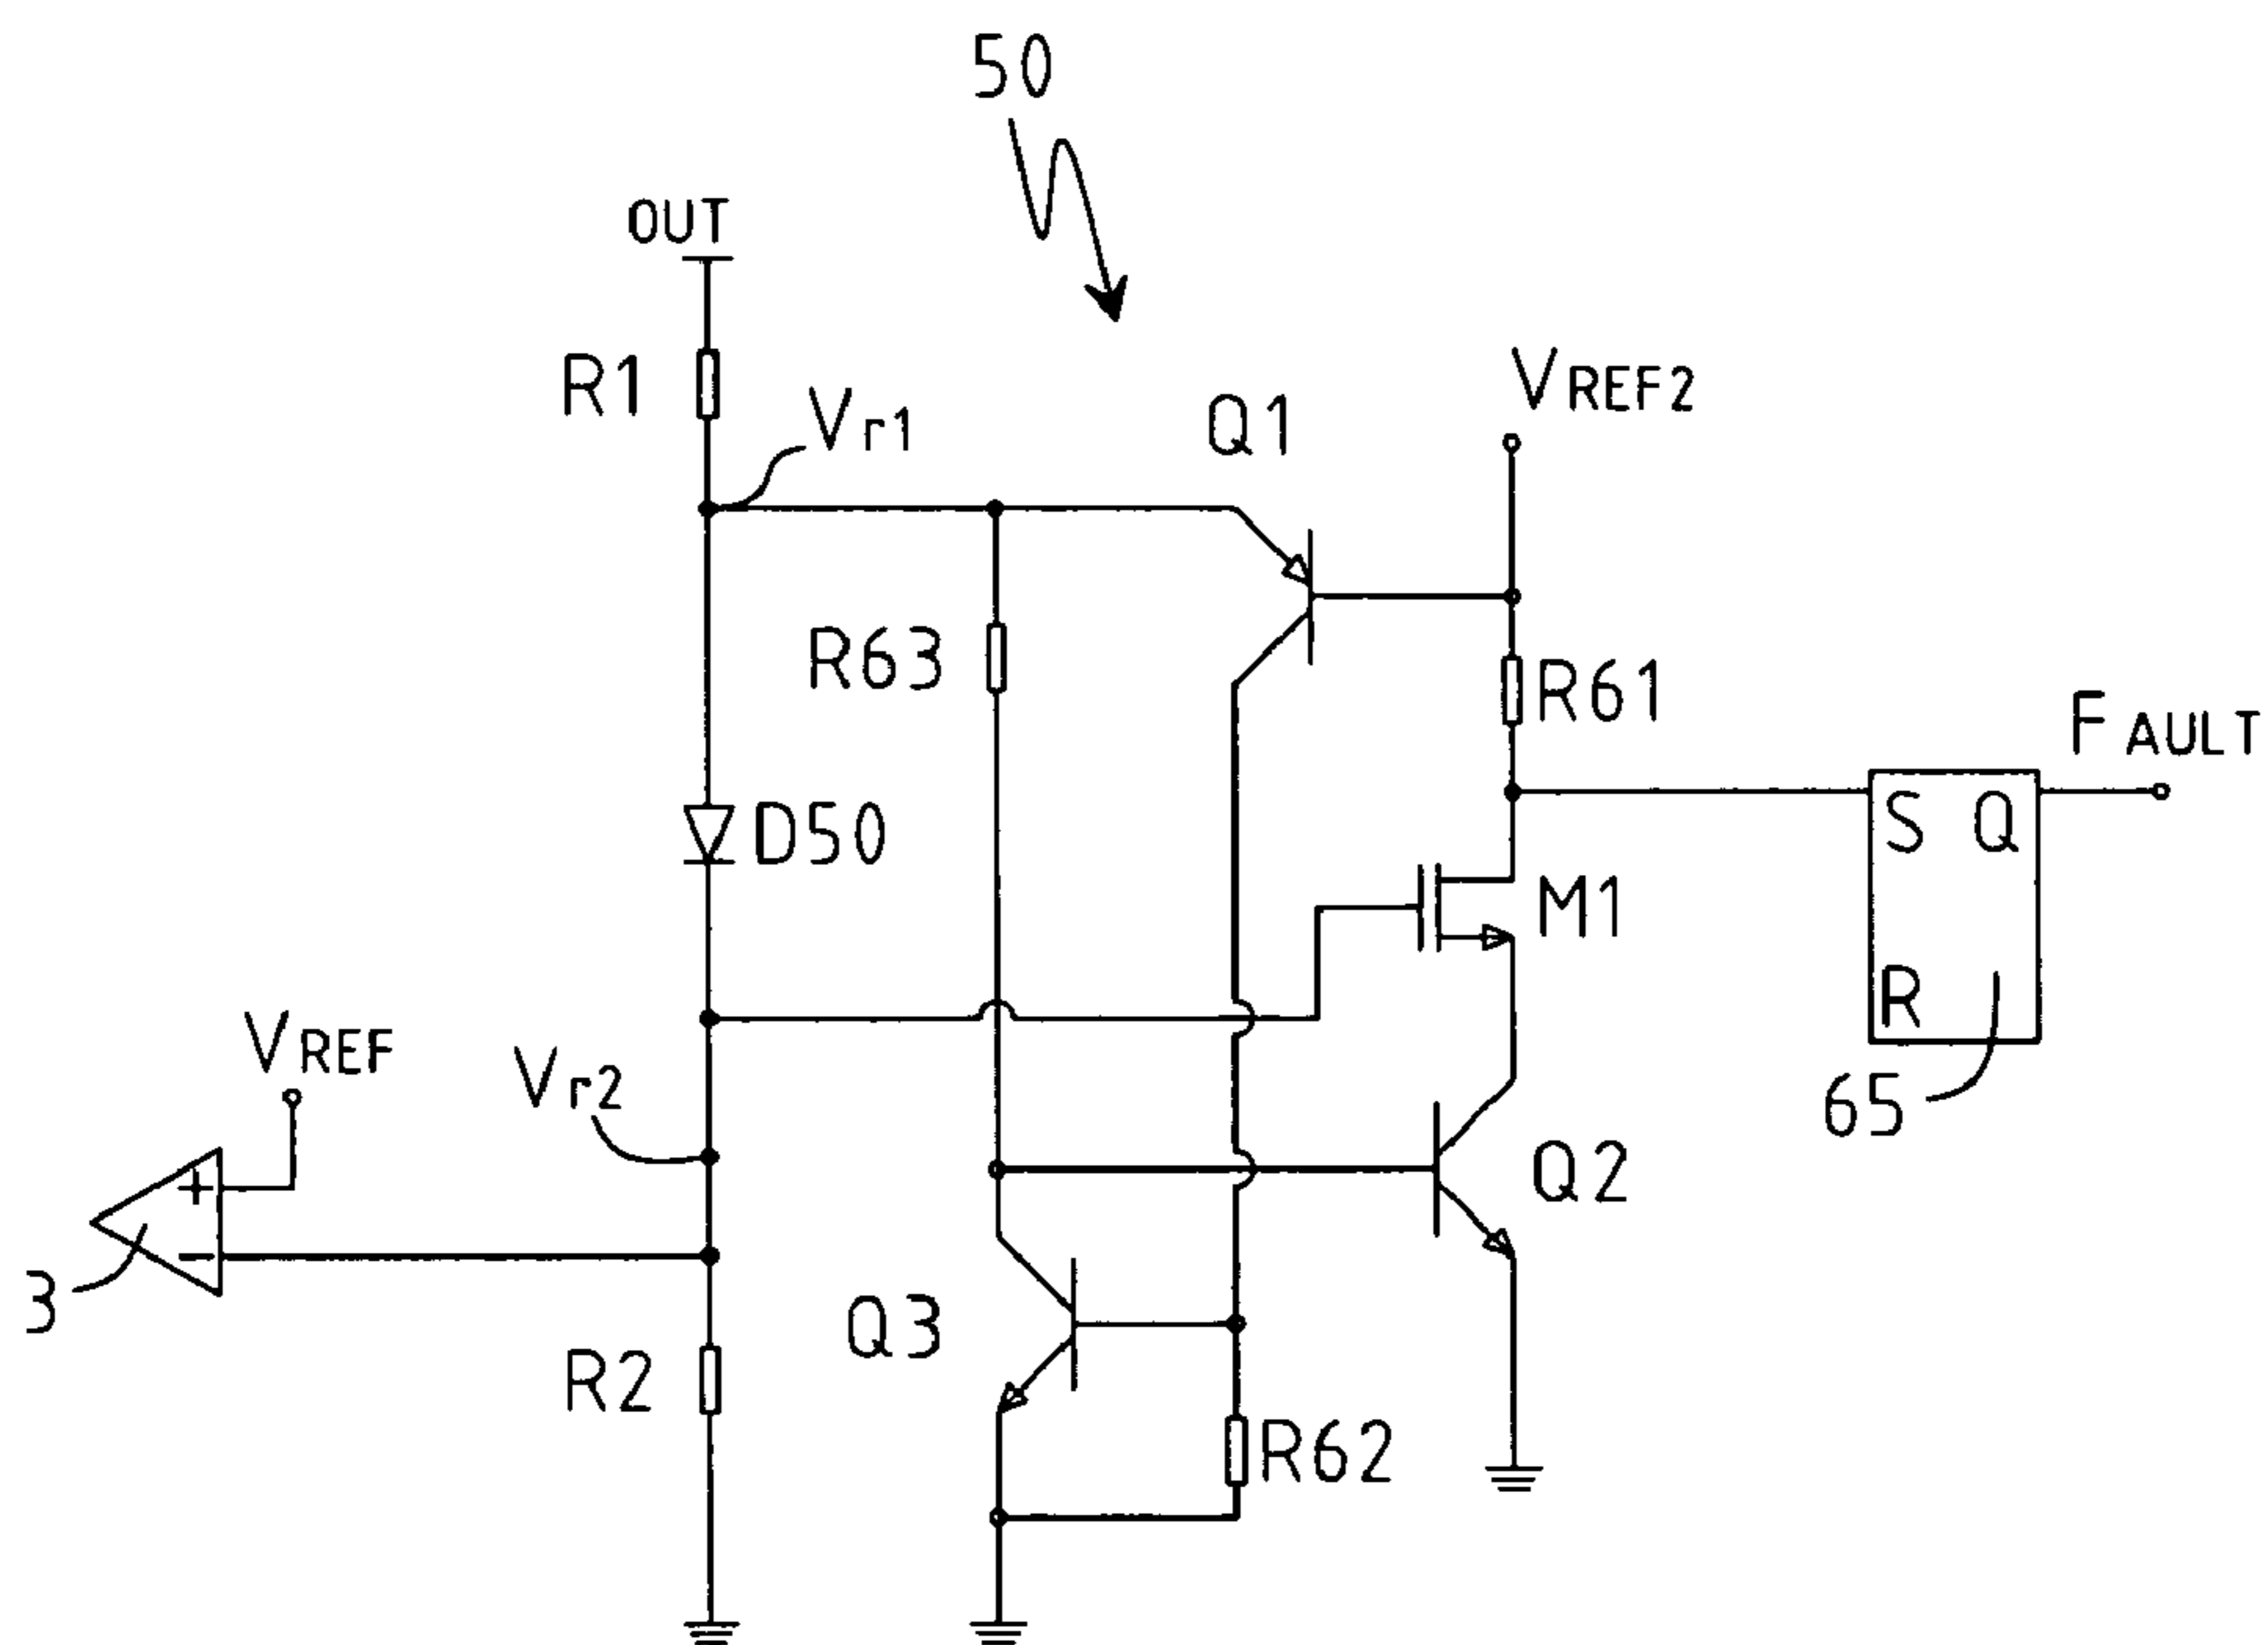 50
OUT
R1
Vr1
Q1
VREF2
R63
R61
FAULT
D50
S Q
M1
R
VREF
Vr2
65
+
Q2
-
3
Q3
R2
R62